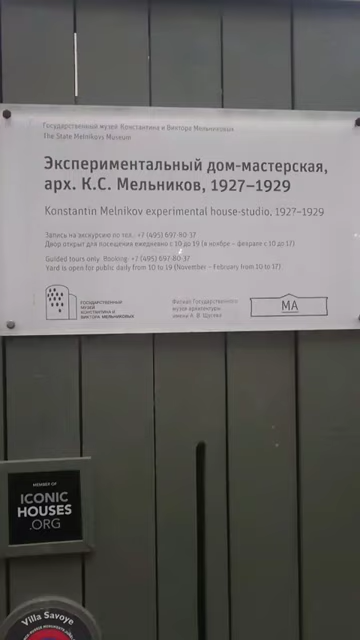 Государственный музей Константина и Виктора Мельниковых
The State Melnikovs Museum
Экспериментальный дом-мастерская,
арх. К.С. Мельников, 1927–1929
Konstantin Melnikov experimental house-studio, 1927–1929
Запись на экскурсию по тел.: +7 (495) 697-80-37
Двор открыт для посещения ежедневно с 10 до 19 (в ноябре – феврале с 10 до 17)
Guided tours only. Booking: +7 (495) 697-80-37
Yard is open for public daily from 10 to 19 (November – February from 10 to 17)
ГОСУДАРСТВЕННЫЙ
МУЗЕЙ
КОНСТАНТИНА И
ВИКТОРА МЕЛЬНИКОВЫХ
Филиал Государственного
музея архитектуры
имени А. В. Щусева
МА
MEMBER OF
ICONIC
HOUSES
.ORG
Villa Savoye